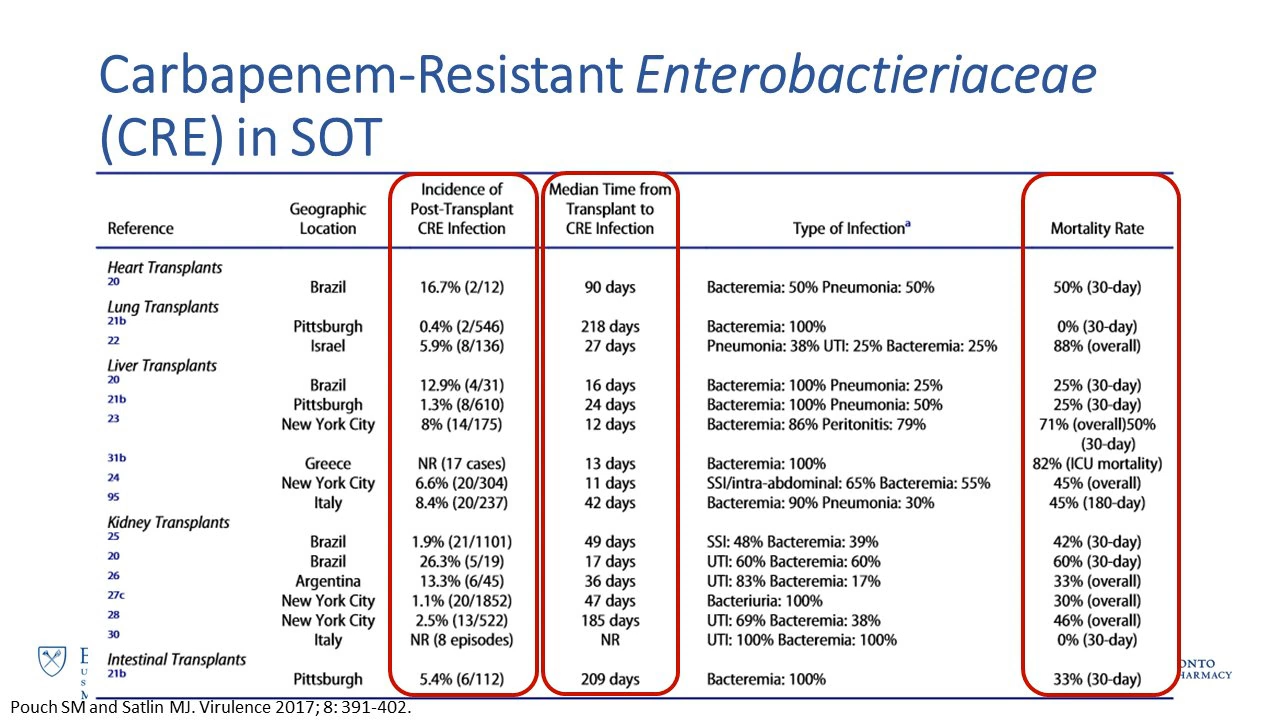 Carbapenem-Resistant Enterobactieriaceae
(CRE) in SOT
Reference Geographic Location Incidence of Post-Transplant CRE Infection Median Time from Transplant to CRE Infection Type of Infectionᵃ Mortality Rate
Heart Transplants
20 Brazil 16.7% (2/12) 90 days Bacteremia: 50% Pneumonia: 50% 50% (30-day)
Lung Transplants
21b Pittsburgh 0.4% (2/546) 218 days Bacteremia: 100% 0% (30-day)
22 Israel 5.9% (8/136) 27 days Pneumonia: 38% UTI: 25% Bacteremia: 25% 88% (overall)
Liver Transplants
20 Brazil 12.9% (4/31) 16 days Bacteremia: 100% Pneumonia: 25% 25% (30-day)
21b Pittsburgh 1.3% (8/610) 24 days Bacteremia: 100% Pneumonia: 50% 25% (30-day)
23 New York City 8% (14/175) 12 days Bacteremia: 86% Peritonitis: 79% 71% (overall)50%
(30-day)
31b Greece NR (17 cases) 13 days Bacteremia: 100% 82% (ICU mortality)
24 New York City 6.6% (20/304) 11 days SSI/intra-abdominal: 65% Bacteremia: 55% 45% (overall)
95 Italy 8.4% (20/237) 42 days Bacteremia: 90% Pneumonia: 30% 45% (180-day)
Kidney Transplants
25 Brazil 1.9% (21/1101) 49 days SSI: 48% Bacteremia: 39% 42% (30-day)
20 Brazil 26.3% (5/19) 17 days UTI: 60% Bacteremia: 60% 60% (30-day)
26 Argentina 13.3% (6/45) 36 days UTI: 83% Bacteremia: 17% 33% (overall)
27c New York City 1.1% (20/1852) 47 days Bacteriuria: 100% 30% (overall)
28 New York City 2.5% (13/522) 185 days UTI: 69% Bacteremia: 38% 46% (overall)
30 Italy NR (8 episodes) NR UTI: 100% Bacteremia: 100% 0% (30-day)
Intestinal Transplants
21b Pittsburgh 5.4% (6/112) 209 days Bacteremia: 100% 33% (30-day)
ONTO
HARMACY
Pouch SM and Satlin MJ. Virulence 2017; 8: 391-402.